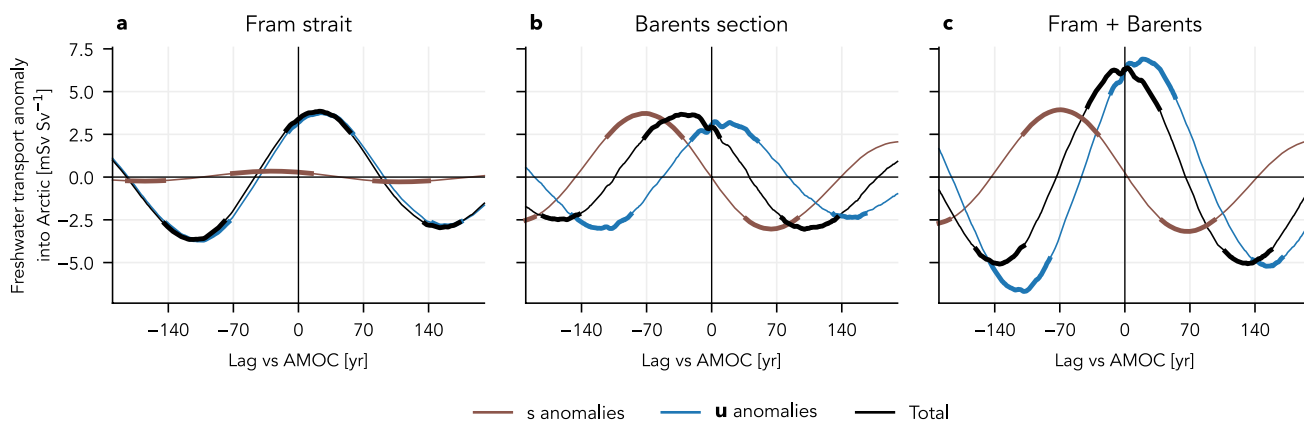 a Fram strait
b Barents section
c Fram + Barents
Freshwater transport anomaly
into Arctic [mSv Sv⁻¹]
7.5
5.0
2.5
0.0
−2.5
−5.0
−140 −70 0 70 140
−140 −70 0 70 140
−140 −70 0 70 140
Lag vs AMOC [yr]
Lag vs AMOC [yr]
Lag vs AMOC [yr]
s anomalies u anomalies Total